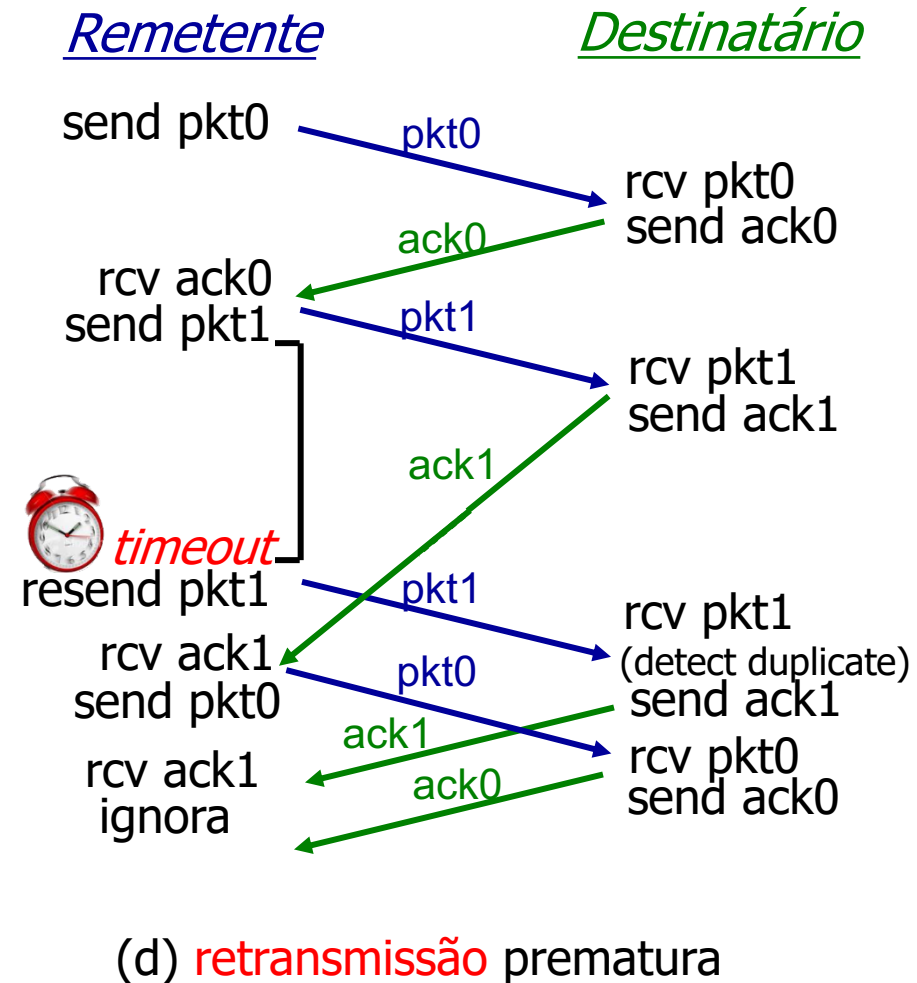 Remetente
Destinatário
send pkt0
pkt0
rcv pkt0
send ack0
ack0
rcv ack0
send pkt1
pkt1
rcv pkt1
send ack1
ack1
timeout
resend pkt1
pkt1
rcv pkt1
(detect duplicate)
send ack1
rcv ack1
send pkt0
pkt0
ack1
rcv pkt0
send ack0
rcv ack1
ignora
ack0
(d) retransmissão prematura